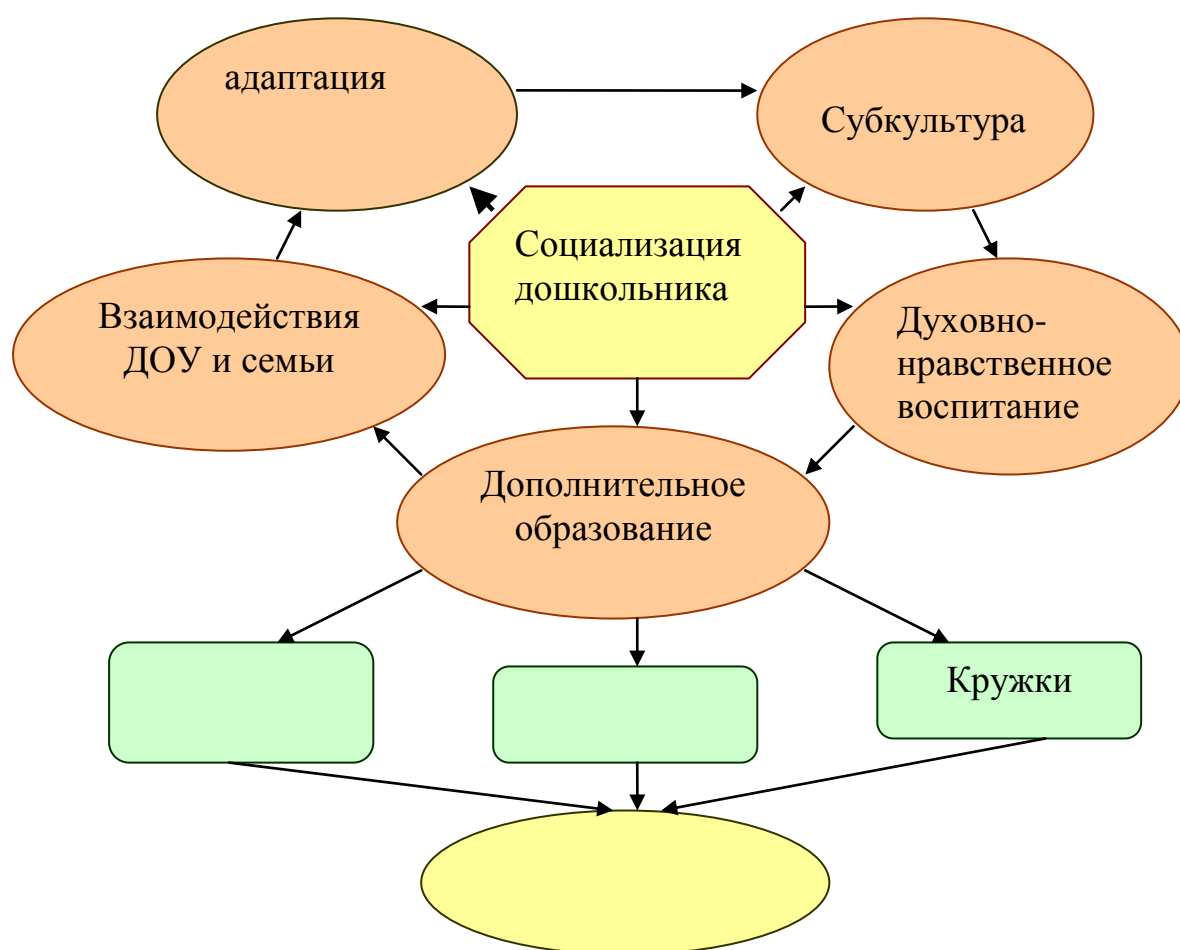 адаптация
Субкультура
Социализация
дошкольника
Взаимодействия
ДОУ и семьи
Духовно-
нравственное
воспитание
Дополнительное
образование
Кружки